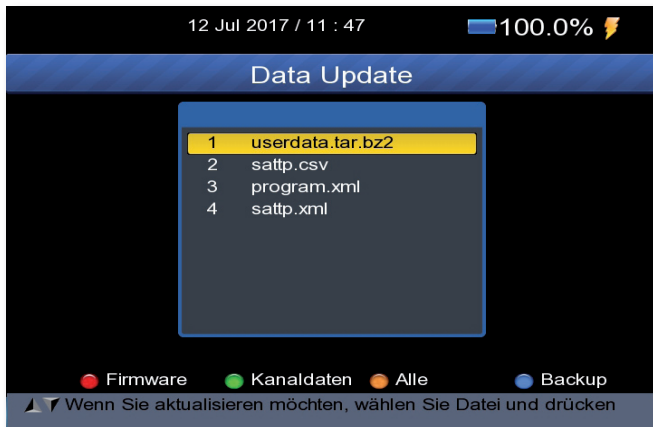 12 Jul 2017 / 11 : 47 100.0%
Data Update
1 userdata.tar.bz2
2 sattp.csv
3 program.xml
4 sattp.xml
Firmware Kanaldaten Alle Backup
Wenn Sie aktualisieren möchten, wählen Sie Datei und drücken